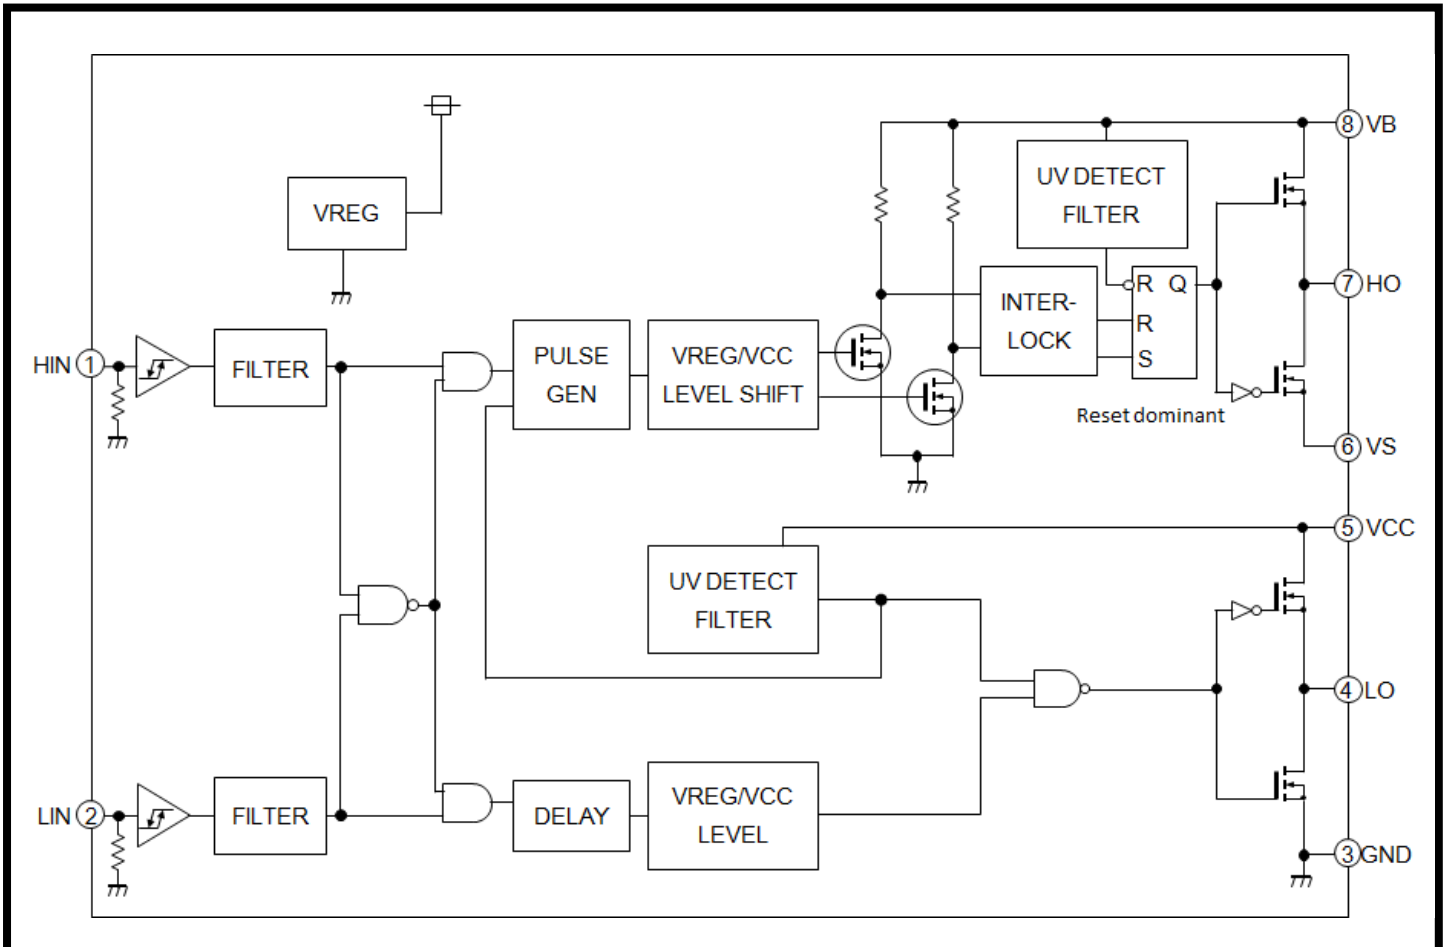 8 VB
UV DETECT
FILTER
VREG
R Q
7 HO
INTER-
LOCK
R
S
HIN 1
FILTER
PULSE
GEN
VREG/VCC
LEVEL SHIFT
Reset dominant
6 VS
5 VCC
UV DETECT
FILTER
4 LO
LIN 2
FILTER
DELAY
VREG/VCC
LEVEL
3 GND